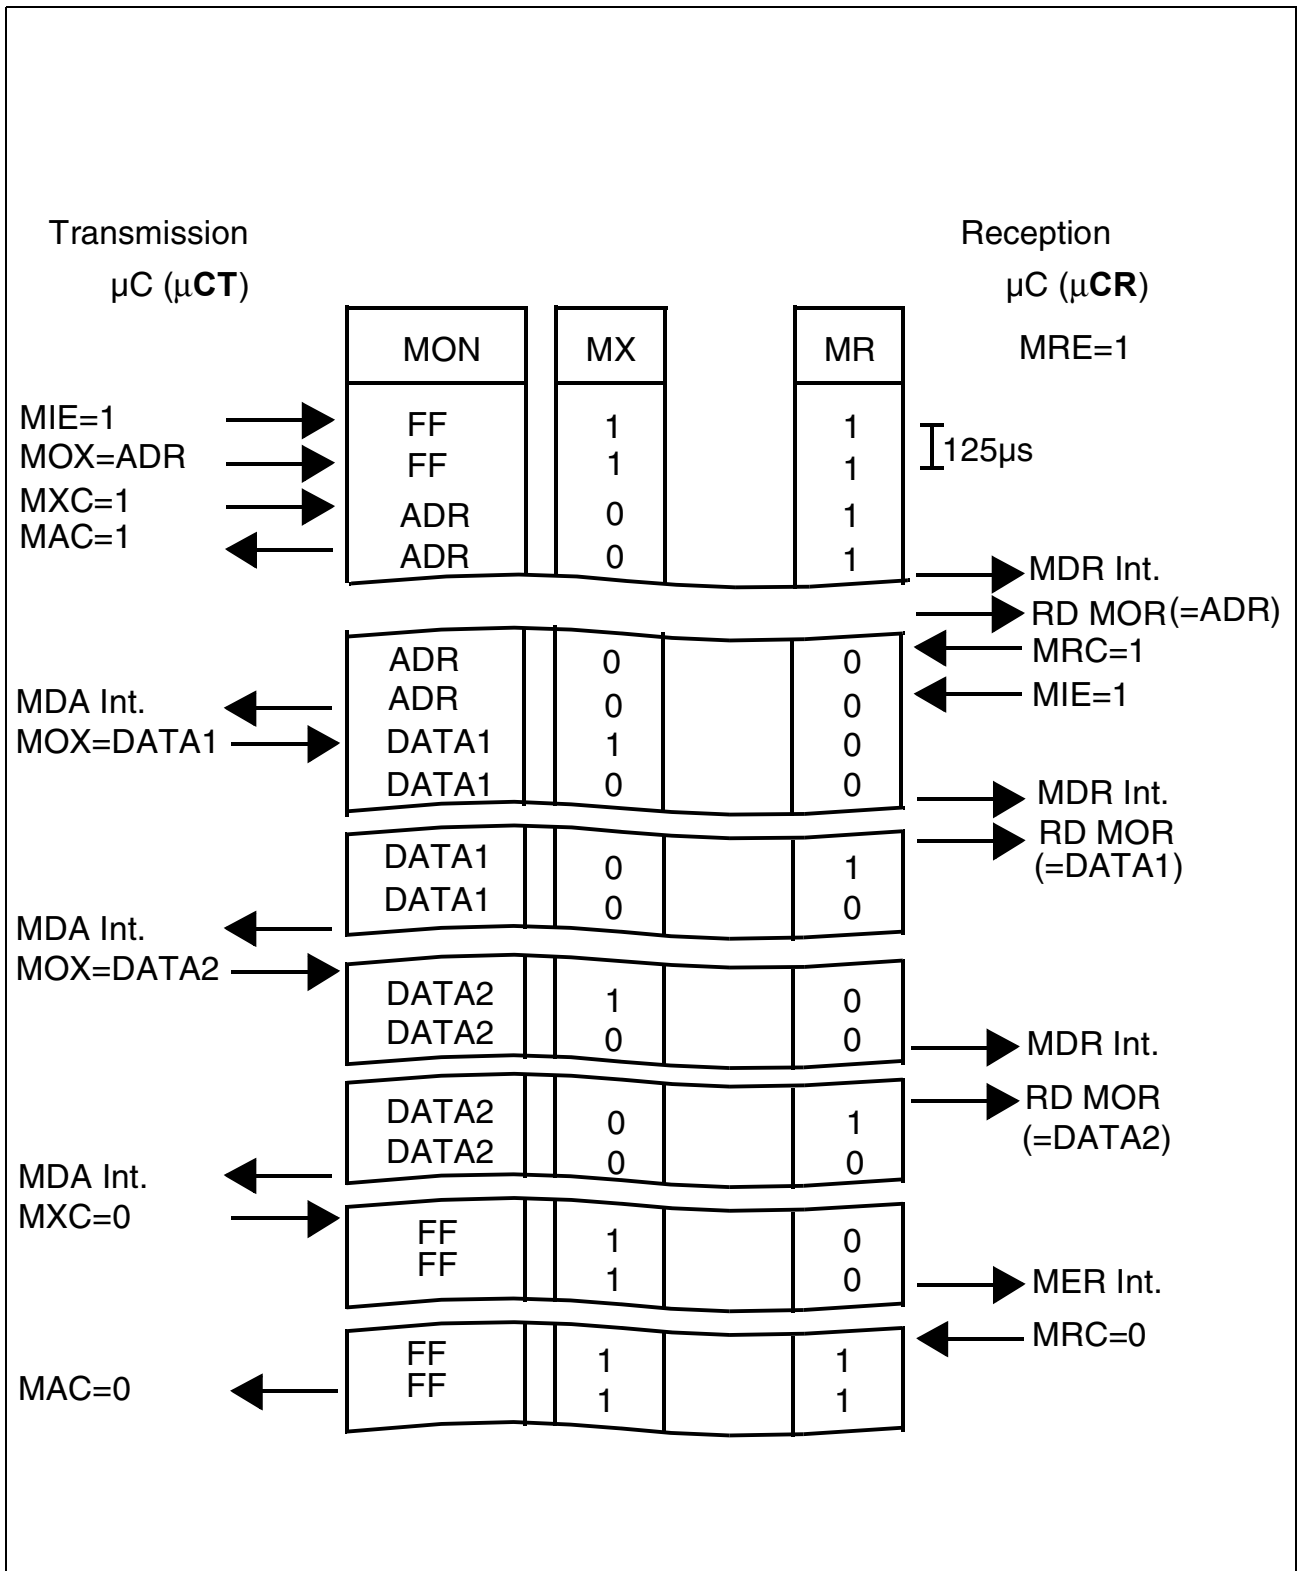 Transmission Reception
µC (µCT) µC (µCR)
MON MX MR MRE=1
MIE=1 FF 1 1
125µs
MOX=ADR FF 1 1
MXC=1 ADR 0 1
MAC=1 ADR 0 1
MDR Int.
RD MOR(=ADR)
ADR 0 0 MRC=1
MDA Int. ADR 0 0 MIE=1
MOX=DATA1 DATA1 1 0
DATA1 0 0 MDR Int.
RD MOR
DATA1 0 1 (=DATA1)
DATA1 0 0
MDA Int.
MOX=DATA2
DATA2 1 0
DATA2 0 0 MDR Int.
RD MOR
DATA2 0 1 (=DATA2)
DATA2 0 0
MDA Int.
MXC=0
FF 1 0
FF 1 0 MER Int.
MRC=0
FF 1 1
MAC=0 FF 1 1